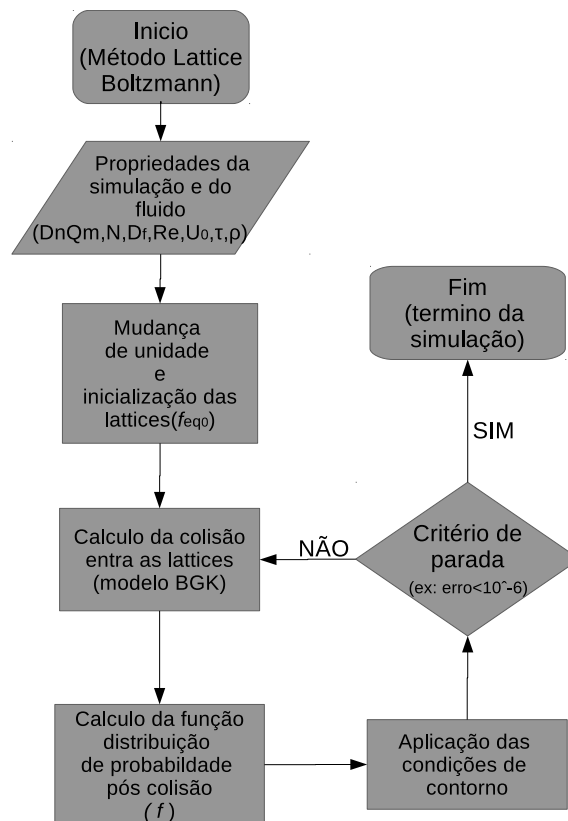 Inicio
(Método Lattice
Boltzmann)
Propriedades da
simulação e do
fluido
(DnQm,N,Df,Re,U0,τ,ρ)
Mudança
de unidade
e
inicialização das
lattices(feq0)
Calculo da colisão
entra as lattices
(modelo BGK)
Calculo da função
distribuição
de probabildade
pós colisão
( f )
Aplicação das
condições de
contorno
Critério de
parada
(ex: erro<10^-6)
NÃO
SIM
Fim
(termino da
simulação)